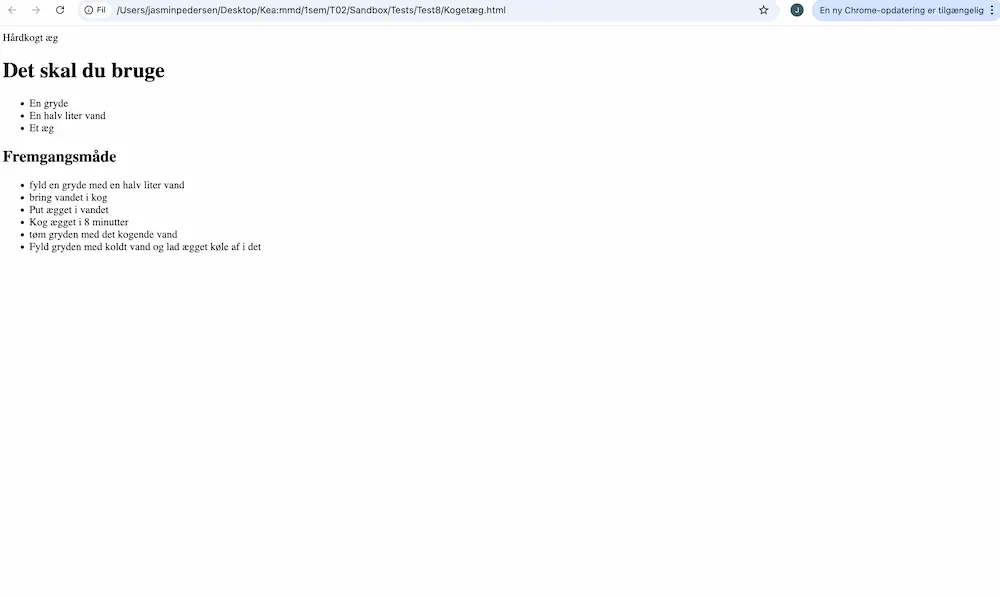 Fil
/Users/jasminpedersen/Desktop/Kea:mmd/1sem/T02/Sandbox/Tests/Test8/Kogetæg.html
J
En ny Chrome-opdatering er tilgængelig
Hårdkogt æg
Det skal du bruge
• En gryde
• En halv liter vand
• Et æg
Fremgangsmåde
• fyld en gryde med en halv liter vand
• bring vandet i kog
• Put ægget i vandet
• Kog ægget i 8 minutter
• tøm gryden med det kogende vand
• Fyld gryden med koldt vand og lad ægget køle af i det